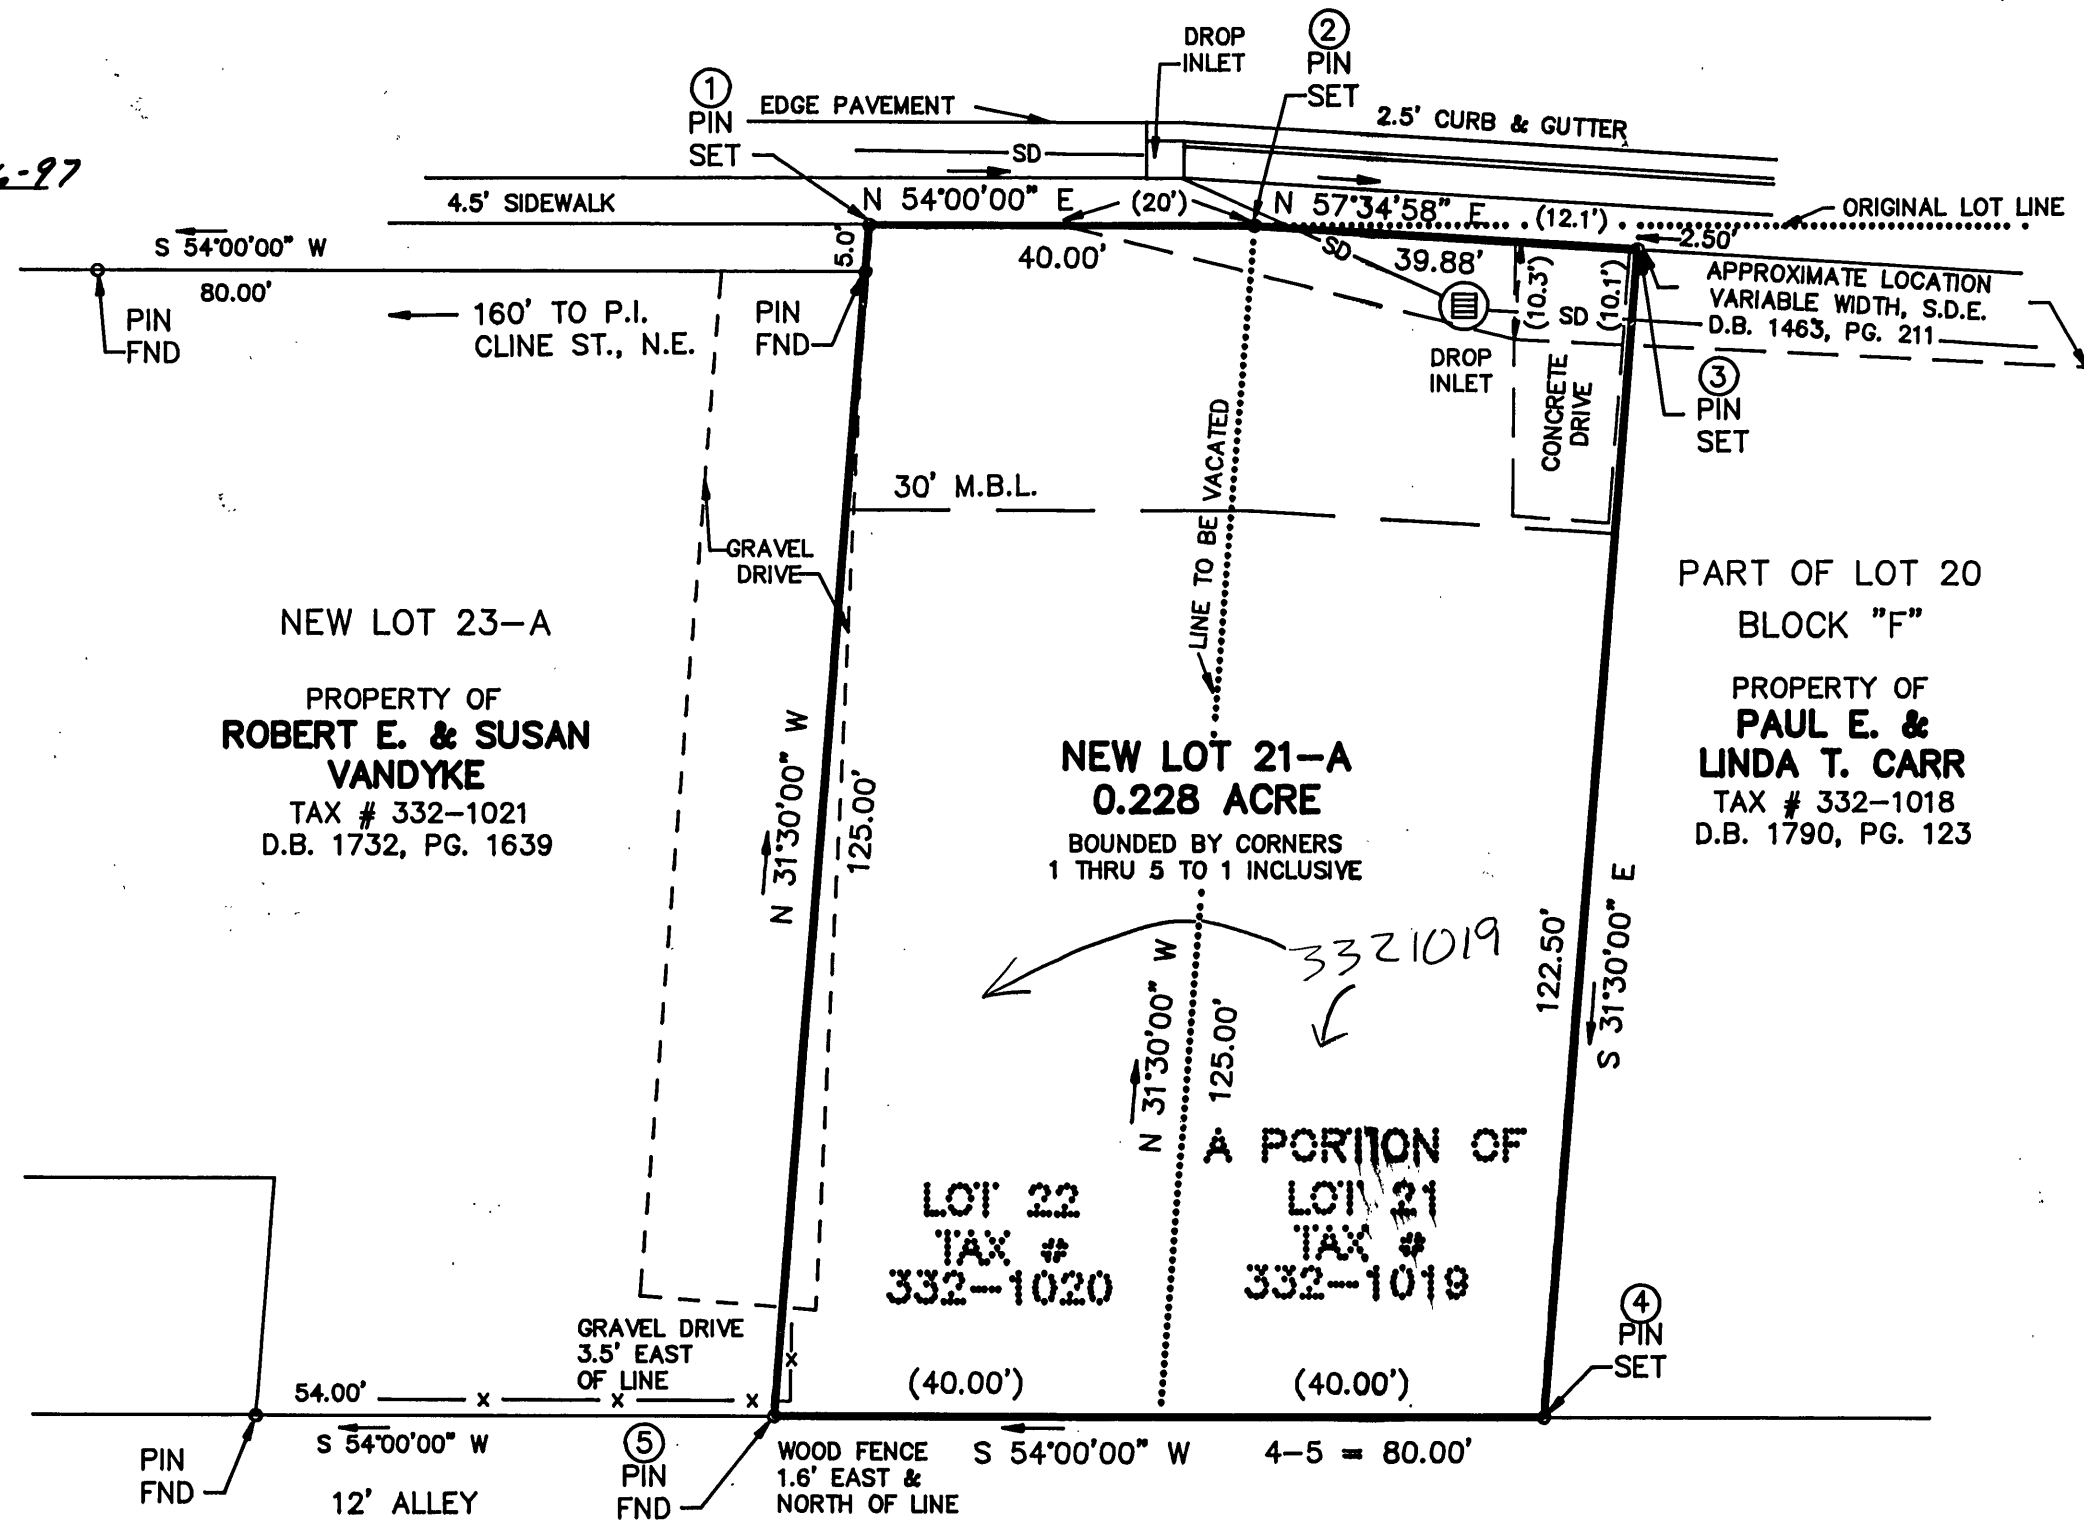 DROP
INLET
2
PIN
SET
1
PIN
SET
EDGE PAVEMENT
2.5' CURB & GUTTER
-97
SD
4.5' SIDEWALK
N 54°00'00" E
(20')
N 57°34'58" E
(12.1')
ORIGINAL LOT LINE
S 54°00'00" W
80.00'
5.0'
40.00'
SD
39.88'
2.50'
(10.3')
SD
(10.1')
APPROXIMATE LOCATION
VARIABLE WIDTH, S.D.E.
D.B. 1463, PG. 211
PIN
FND
160' TO P.I.
CLINE ST., N.E.
PIN
FND
DROP
INLET
CONCRETE
DRIVE
3
PIN
SET
LINE TO BE VACATED
30' M.B.L.
GRAVEL
DRIVE
NEW LOT 23-A
PROPERTY OF
ROBERT E. & SUSAN
VANDYKE
TAX # 332-1021
D.B. 1732, PG. 1639
N 31°30'00" W
125.00'
NEW LOT 21-A
0.228 ACRE
BOUNDED BY CORNERS
1 THRU 5 TO 1 INCLUSIVE
PART OF LOT 20
BLOCK "F"
PROPERTY OF
PAUL E. &
LINDA T. CARR
TAX # 332-1018
D.B. 1790, PG. 123
3321019
N 31°30'00" W
125.00'
122.50'
S 31°30'00" E
LOT 22
TAX #
332-1020
A PORTION OF
LOT 21
TAX #
332-1019
4
PIN
SET
GRAVEL DRIVE
3.5' EAST
OF LINE
54.00'
x x x
x
(40.00')
(40.00')
S 54°00'00" W
PIN
FND
12' ALLEY
5
PIN
FND
WOOD FENCE
1.6' EAST &
NORTH OF LINE
S 54°00'00" W
4-5 = 80.00'